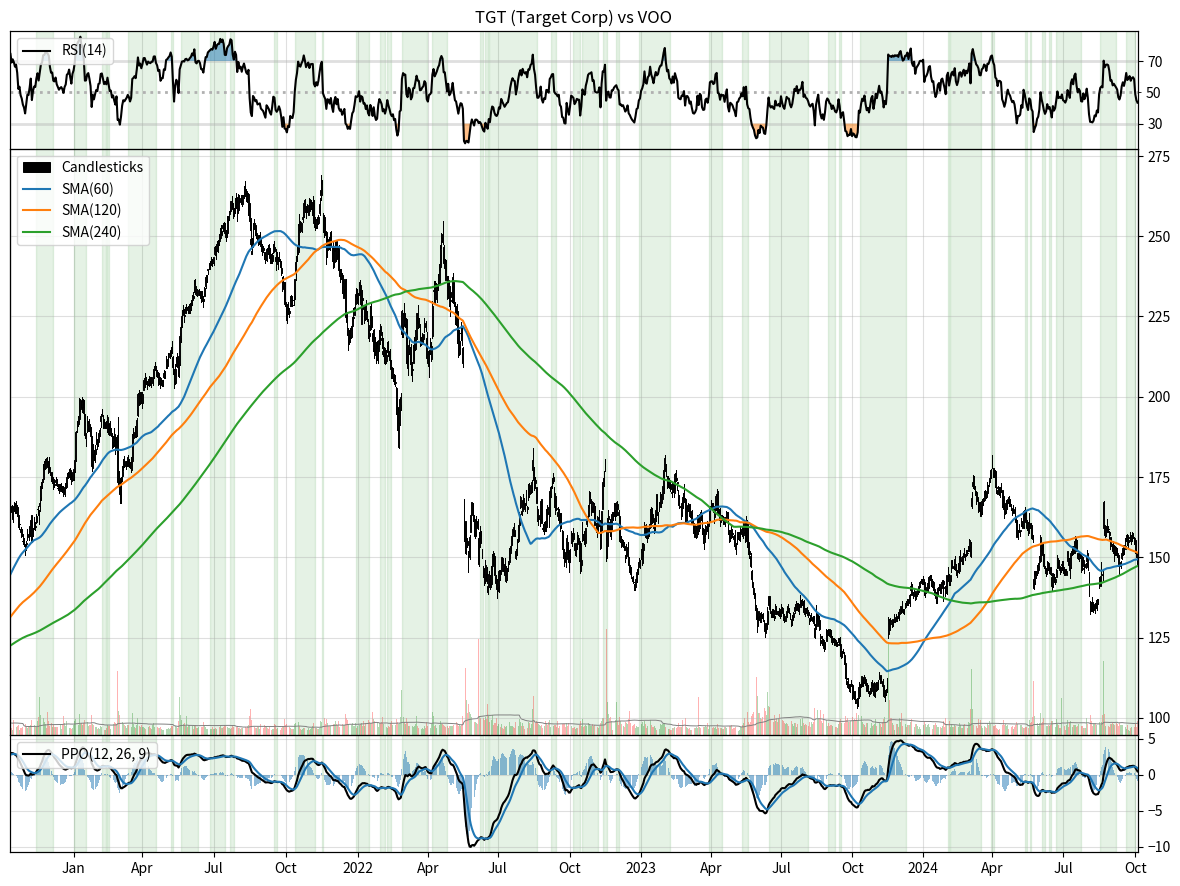 TGT (Target Corp) vs VOO
RSI(14)
70
50
30
Candlesticks
SMA(60)
SMA(120)
SMA(240)
275
250
225
200
175
150
125
100
PPO(12, 26, 9)
5
0
−5
−10
Jan Apr Jul Oct 2022 Apr Jul Oct 2023 Apr Jul Oct 2024 Apr Jul Oct